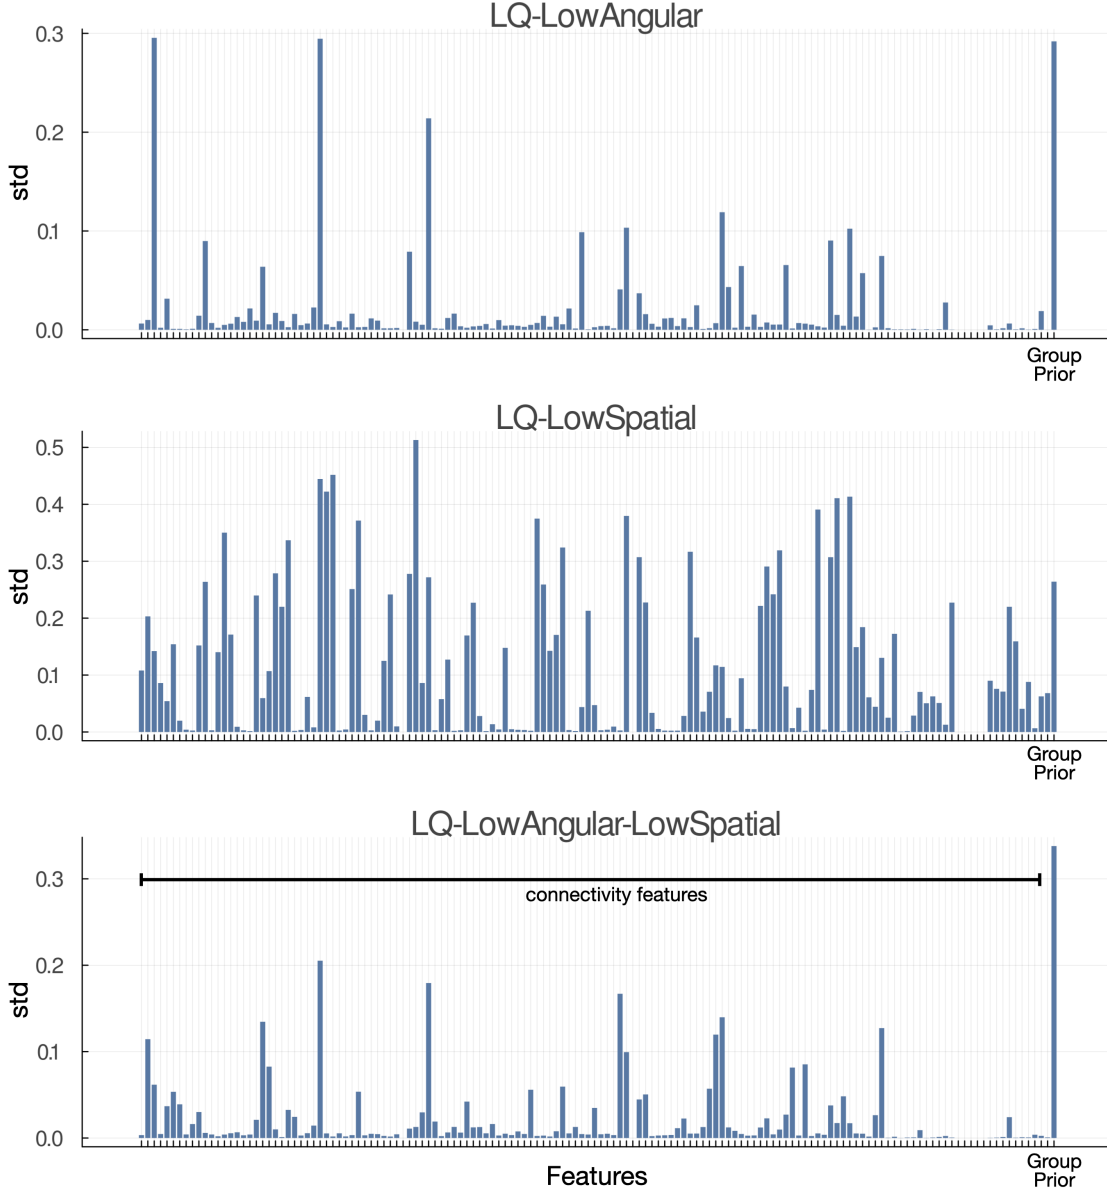 LQ-LowAngular
0.3
0.2
0.1
0.0
std
Group
Prior
LQ-LowSpatial
0.5
0.4
0.3
0.2
0.1
0.0
std
Group
Prior
LQ-LowAngular-LowSpatial
0.3
0.2
0.1
0.0
std
connectivity features
Features
Group
Prior